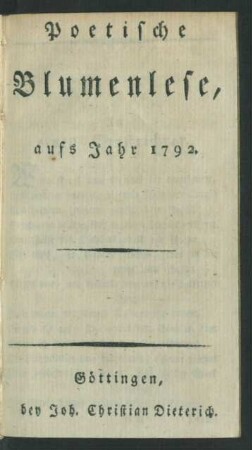 Poetische
Blumenlese,
aufs Jahr 1792.
Göttingen,
bey Joh. Christian Dieterich.